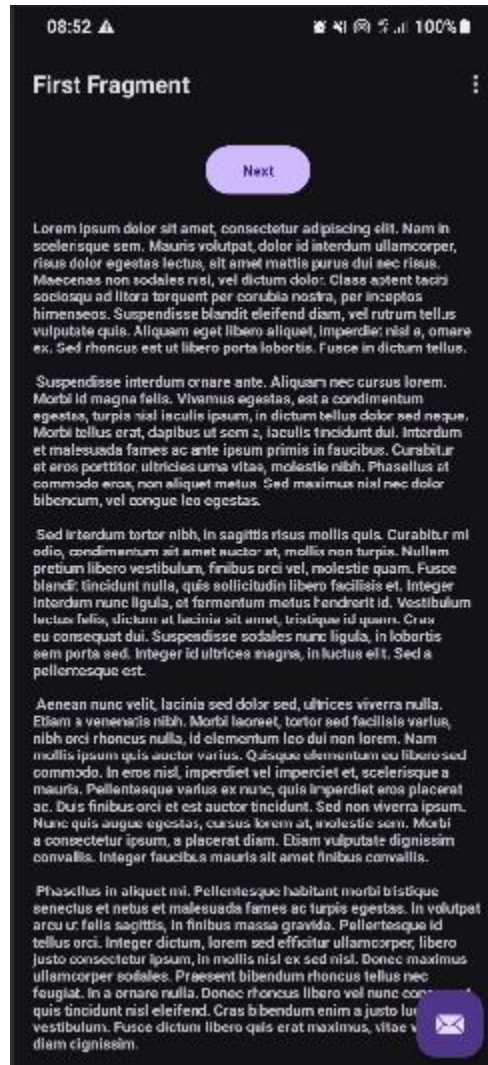 08:52
100%
First Fragment
Next
Lorem ipsum dolor sit amet, consectetur adipiscing elit. Nam in
scelerisque sem. Mauris volutpat, dolor id interdum ullamcorper,
risus dolor egestas lectus, sit amet mattis purus dui nec risus.
Maecenas non sodales nisi, vel dictum dolor. Class aptent taciti
sociosqu ad litora torquent per conubia nostra, per inceptos
himenaeos. Suspendisse blandit eleifend diam, vel rutrum tellus
vulputate quis. Aliquam eget libero aliquet, imperdiet nisl a, ornare
ex. Sed rhoncus est ut libero porta lobortis. Fusce in dictum tellus.
Suspendisse interdum ornare ante. Aliquam nec cursus lorem.
Morbi id magna felis. Vivamus egestas, est a condimentum
egestas, turpis nisl iaculis ipsum, in dictum tellus dolor sed neque.
Morbi tellus erat, dapibus ut sem a, iaculis tincidunt dui. Interdum
et malesuada fames ac ante ipsum primis in faucibus. Curabitur
et eros porttitor, ultricies urna vitae, molestie nibh. Phasellus at
commodo eros, non aliquet metus. Sed maximus nisl nec dolor
bibendum, vel congue leo egestas.
Sed interdum tortor nibh, in sagittis risus mollis quis. Curabitur mi
odio, condimentum sit amet auctor at, mollis non turpis. Nullam
pretium libero vestibulum, finibus orci vel, molestie quam. Fusce
blandit tincidunt nulla, quis sollicitudin libero facilisis et. Integer
interdum nunc ligula, et fermentum metus hendrerit id. Vestibulum
lectus felis, dictum at lacinia sit amet, tristique id quam. Cras
eu consequat dui. Suspendisse sodales nunc ligula, in lobortis
sem porta sed. Integer id ultrices magna, in luctus elit. Sed a
pellentesque est.
Aenean nunc velit, lacinia sed dolor sed, ultrices viverra nulla.
Etiam a venenatis nibh. Morbi laoreet, tortor sed facilisis varius,
nibh orci rhoncus nulla, id elementum leo dui non lorem. Nam
mollis ipsum quis auctor varius. Quisque elementum eu libero sed
commodo. In eros nisl, imperdiet vel imperdiet et, scelerisque a
mauris. Pellentesque varius ex nunc, quis imperdiet eros placerat
ac. Duis finibus orci et est auctor tincidunt. Sed non viverra ipsum.
Nunc quis augue egestas, cursus lorem at, molestie sem. Morbi
a consectetur ipsum, a placerat diam. Etiam vulputate dignissim
convallis. Integer faucibus mauris sit amet finibus convallis.
Phasellus in aliquet mi. Pellentesque habitant morbi tristique
senectus et netus et malesuada fames ac turpis egestas. In volutpat
arcu ut felis sagittis, in finibus massa gravida. Pellentesque id
tellus orci. Integer dictum, lorem sed efficitur ullamcorper, libero
justo consectetur ipsum, in mollis nisl ex sed nisl. Donec maximus
ullamcorper sodales. Praesent bibendum rhoncus tellus nec
feugiat. In a ornare nulla. Donec rhoncus libero vel nunc
quis tincidunt nisl eleifend. Cras bibendum enim a justo
vestibulum. Fusce dictum libero quis erat maximus, vitae
diam dignissim.